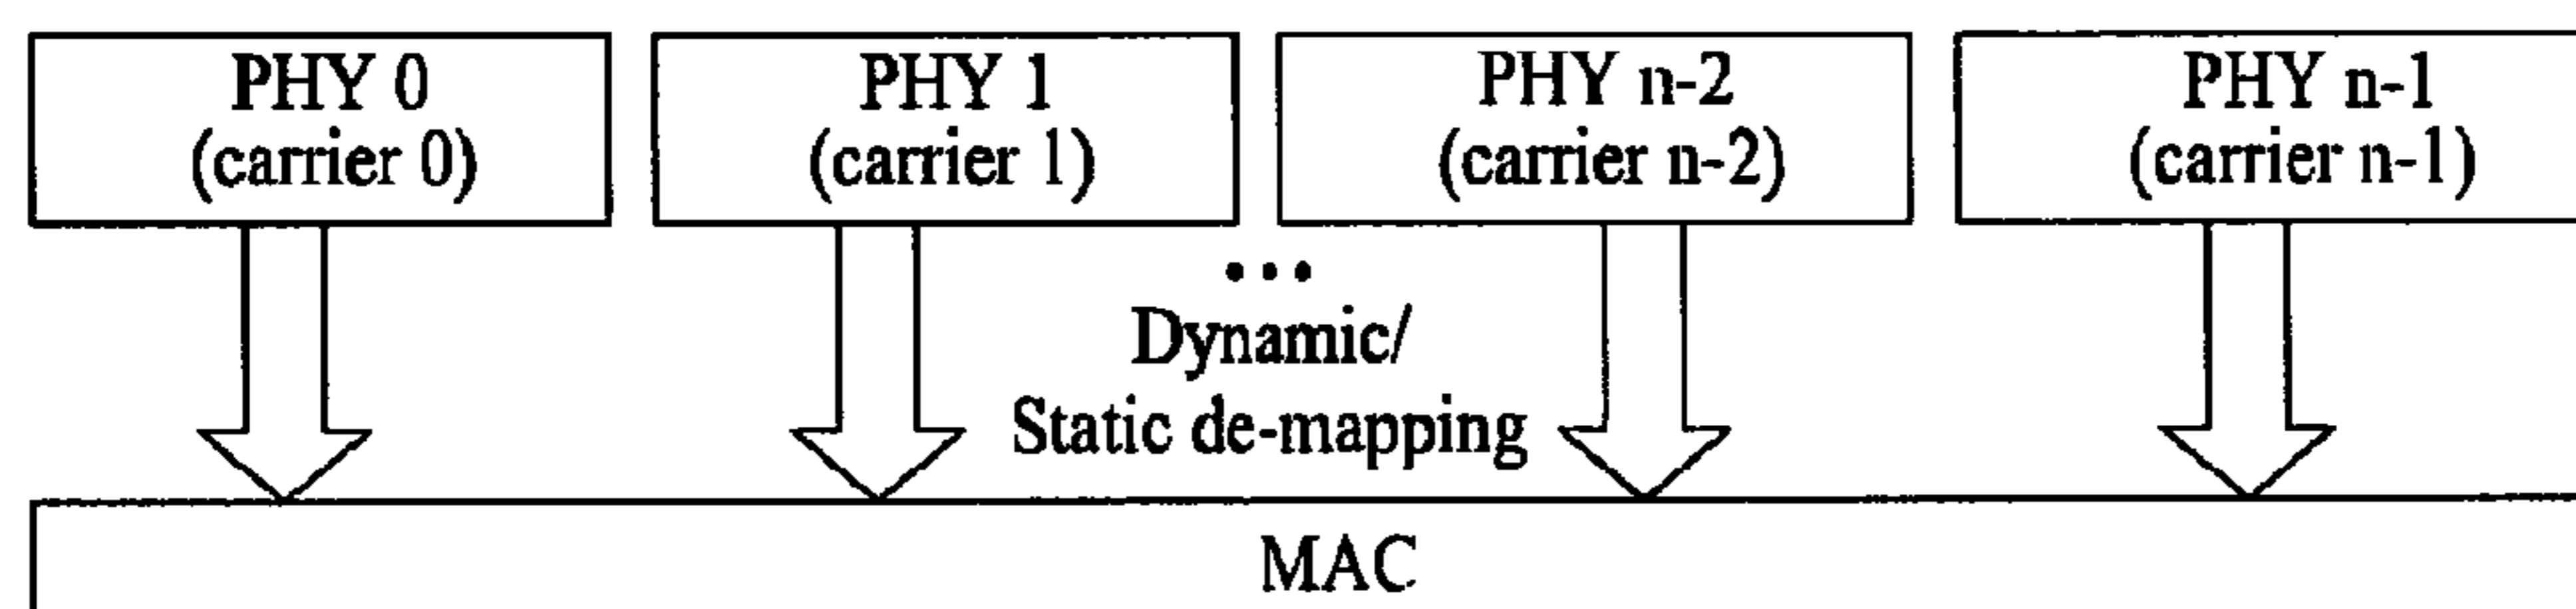 PHY 0
(carrier 0)
PHY 1
(carrier 1)
PHY n-2
(carrier n-2)
PHY n-1
(carrier n-1)
•••
Dynamic/
Static de-mapping
MAC